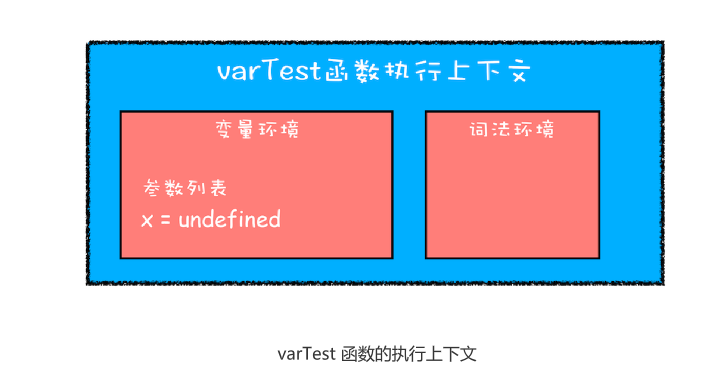 varTest函数执行上下文
变量环境
参数列表
x = undefined
词法环境
varTest 函数的执行上下文